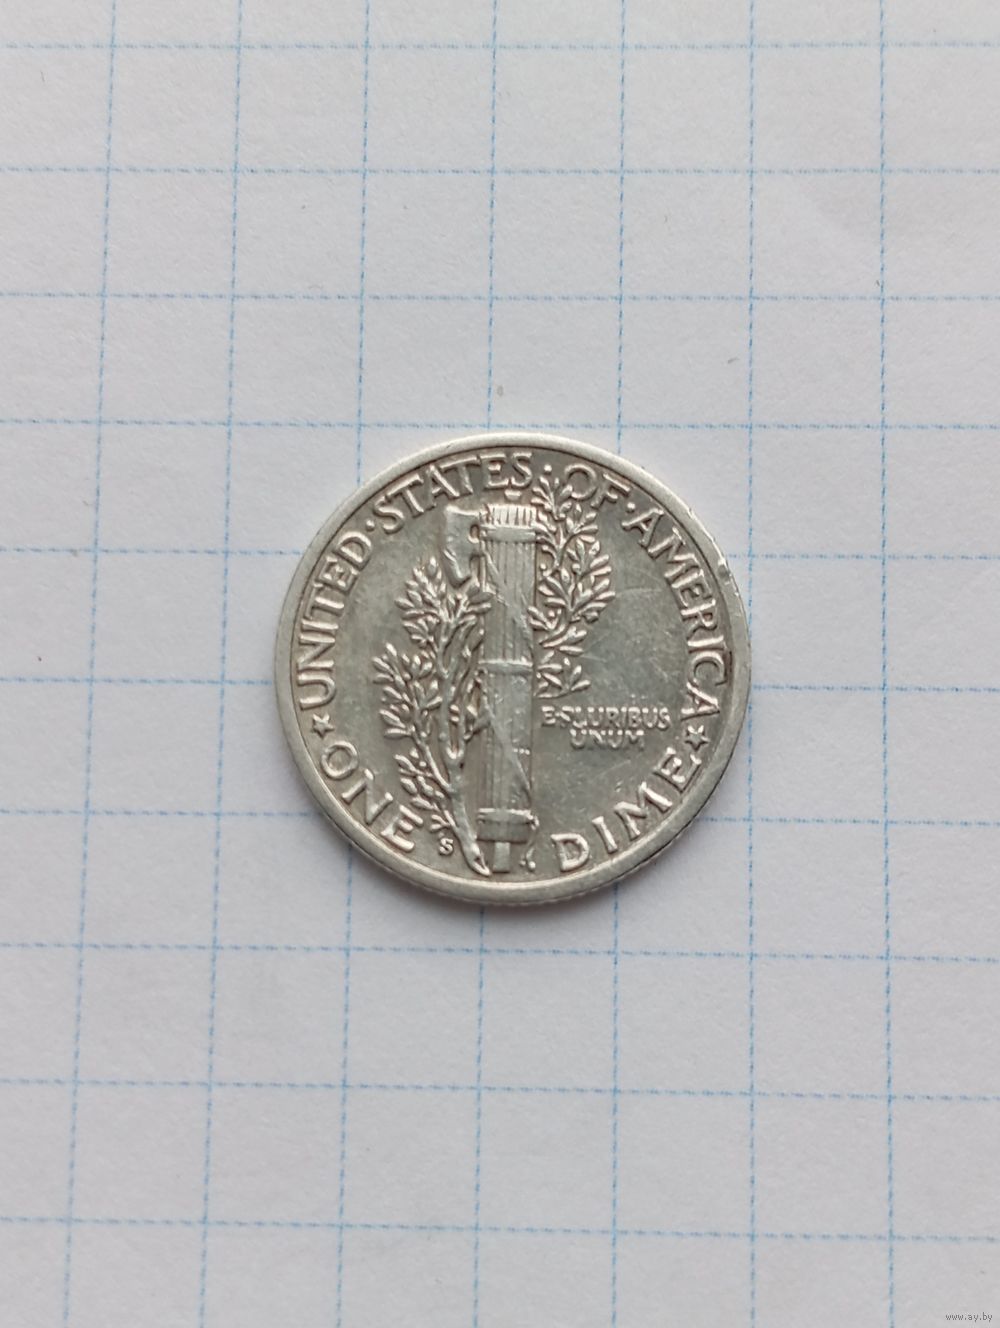 UNITED·STATES·OF·AMERICA
E·PLURIBUS
UNUM
ONE DIME
S
www.ay.by